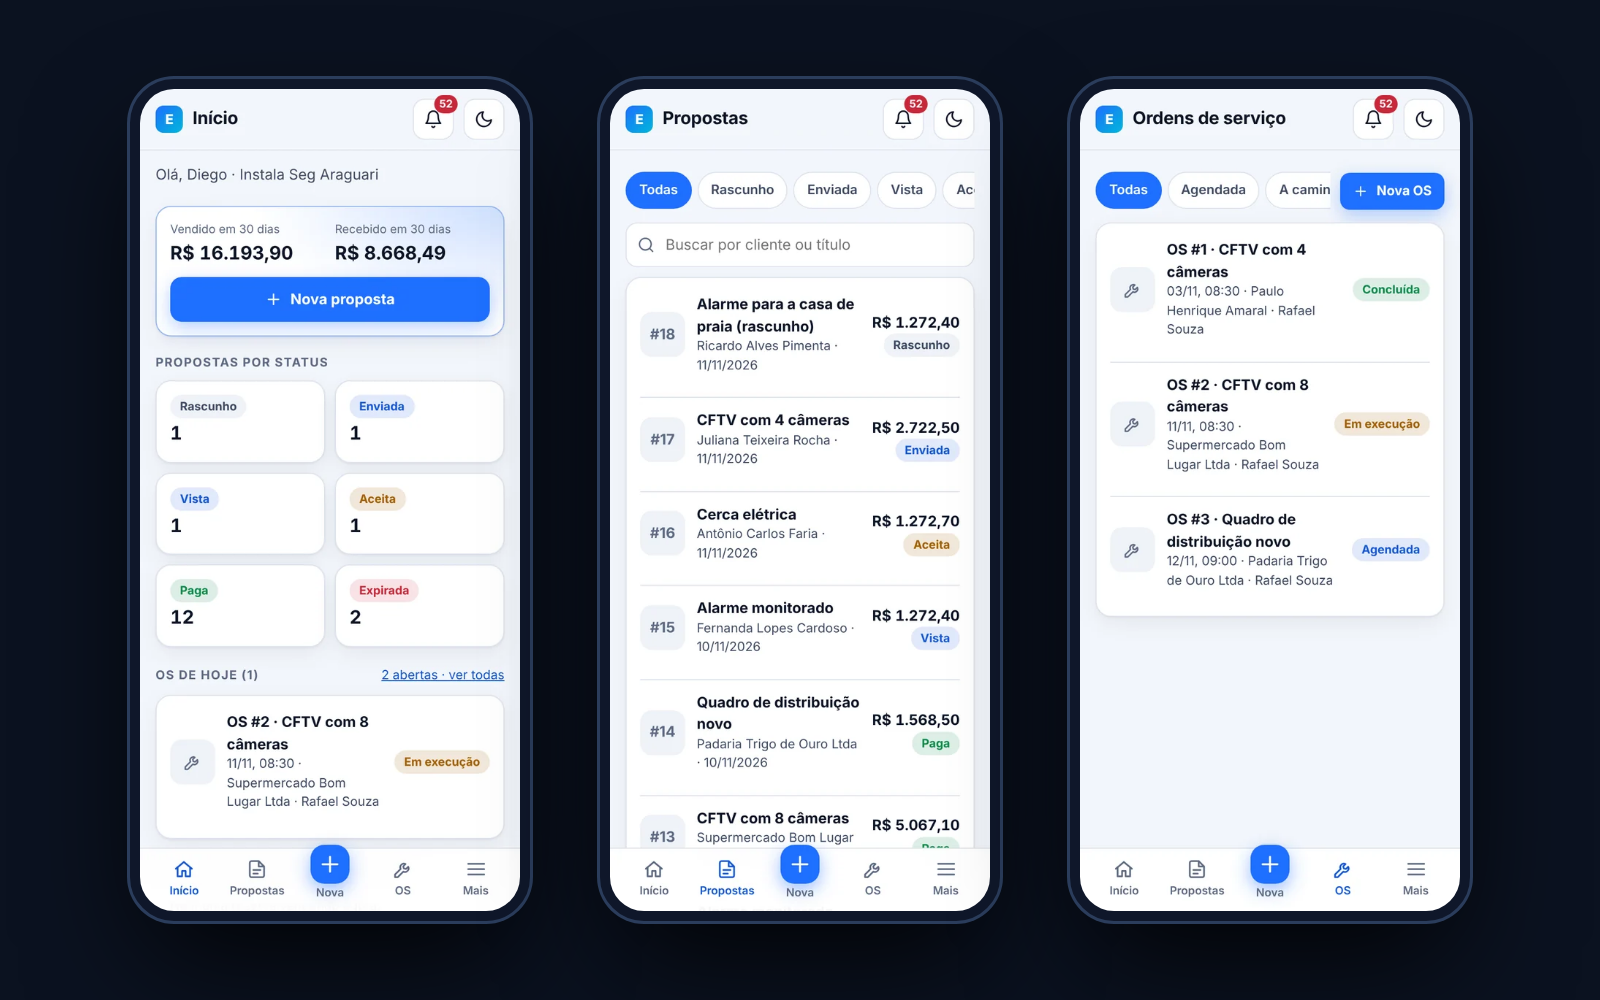 E Início 52
Olá, Diego · Instala Seg Araguari
Vendido em 30 dias
R$ 16.193,90
Recebido em 30 dias
R$ 8.668,49
+ Nova proposta
PROPOSTAS POR STATUS
Rascunho
1
Enviada
1
Vista
1
Aceita
1
Paga
12
Expirada
2
OS DE HOJE (1)
2 abertas · ver todas
OS #2 · CFTV com 8
câmeras
11/11, 08:30 ·
Supermercado Bom
Lugar Ltda · Rafael Souza
Em execução
Início
Propostas
Nova
OS
Mais
E Propostas 52
Todas
Rascunho
Enviada
Vista
Ac
Buscar por cliente ou título
#18
Alarme para a casa de
praia (rascunho)
Ricardo Alves Pimenta ·
11/11/2026
R$ 1.272,40
Rascunho
#17
CFTV com 4 câmeras
Juliana Teixeira Rocha ·
11/11/2026
R$ 2.722,50
Enviada
#16
Cerca elétrica
Antônio Carlos Faria ·
11/11/2026
R$ 1.272,70
Aceita
#15
Alarme monitorado
Fernanda Lopes Cardoso ·
10/11/2026
R$ 1.272,40
Vista
#14
Quadro de distribuição
novo
Padaria Trigo de Ouro Ltda
· 10/11/2026
R$ 1.568,50
Paga
#13
CFTV com 8 câmeras
Supermercado Bom Lugar
R$ 5.067,10
Paga
Início
Propostas
Nova
OS
Mais
E Ordens de serviço 52
Todas
Agendada
A camin
+ Nova OS
OS #1 · CFTV com 4
câmeras
03/11, 08:30 · Paulo
Henrique Amaral · Rafael
Souza
Concluída
OS #2 · CFTV com 8
câmeras
11/11, 08:30 ·
Supermercado Bom
Lugar Ltda · Rafael Souza
Em execução
OS #3 · Quadro de
distribuição novo
12/11, 09:00 · Padaria Trigo
de Ouro Ltda · Rafael Souza
Agendada
Início
Propostas
Nova
OS
Mais